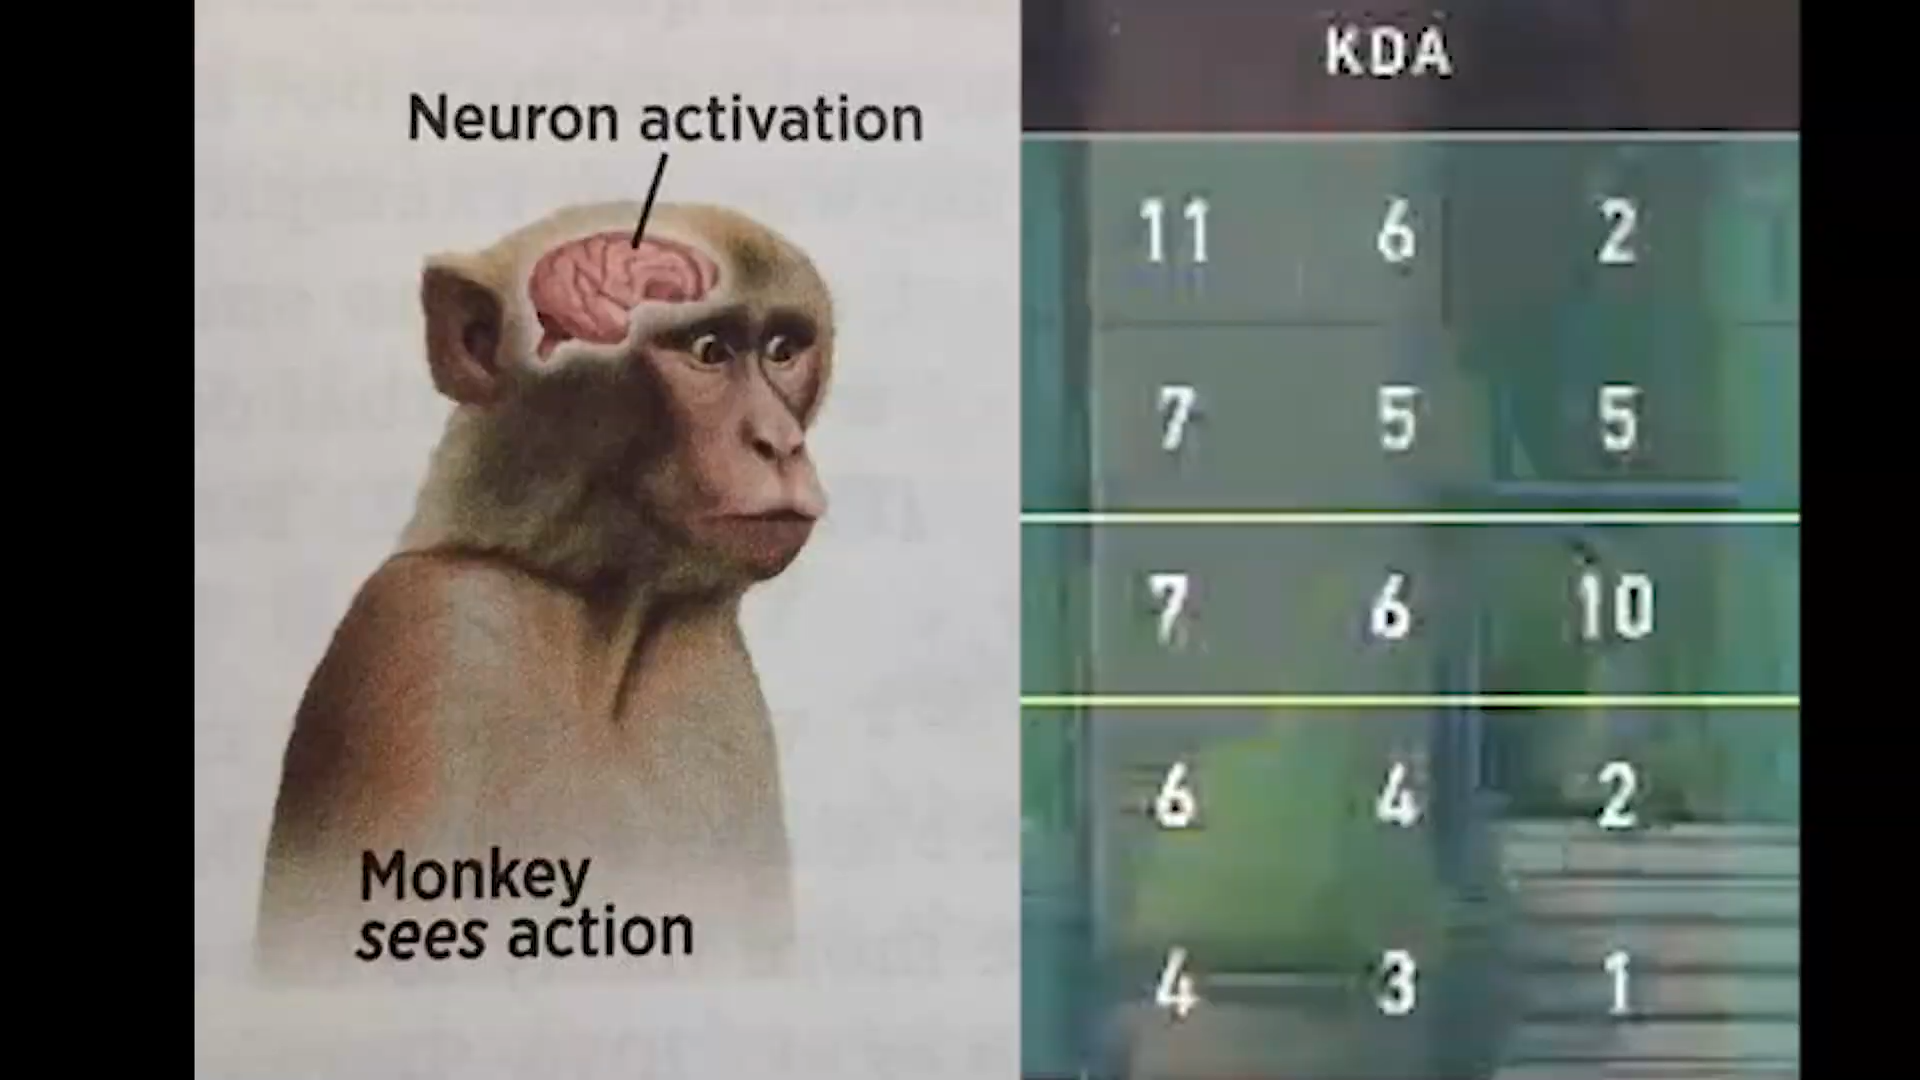 Neuron activation
Monkey
sees action
KDA
11 6 2
7 5 5
7 6 10
6 4 2
4 3 1